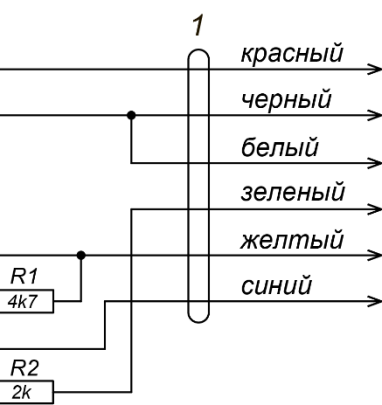 1
красный
черный
белый
зеленый
желтый
R1
4k7
синий
R2
2k